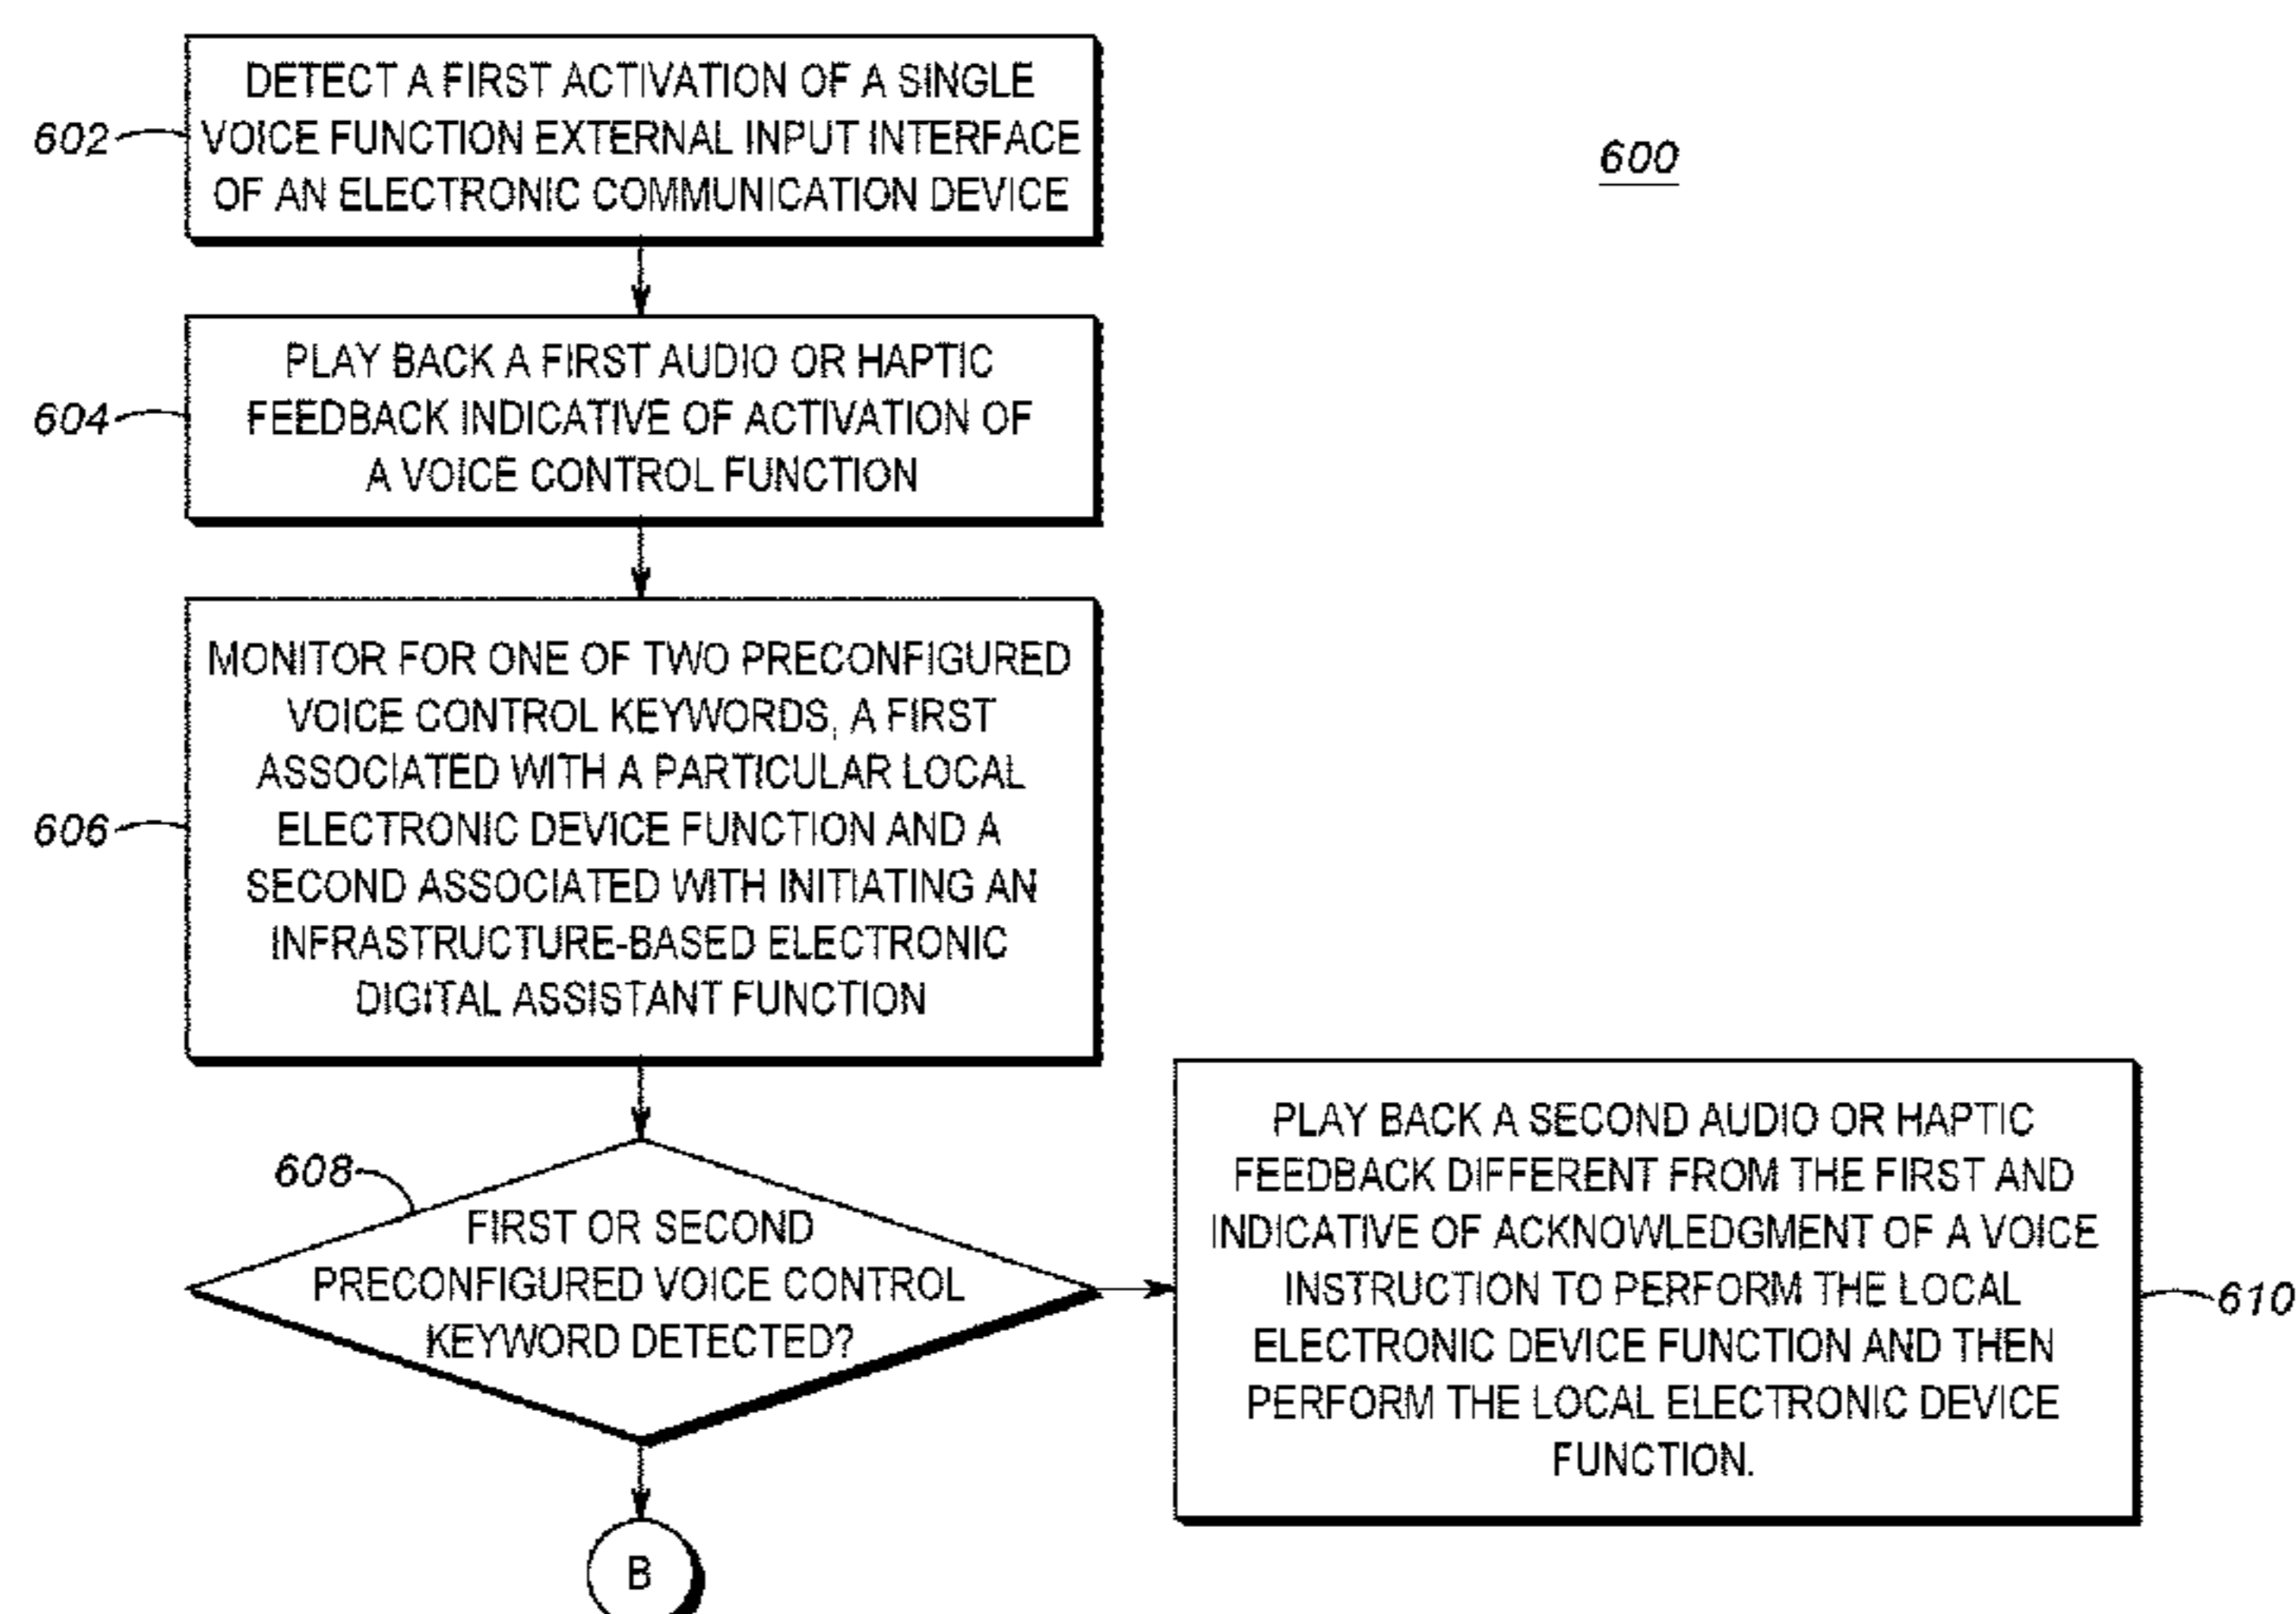 DETECT A FIRST ACTIVATION OF A SINGLE
VOICE FUNCTION EXTERNAL INPUT INTERFACE
OF AN ELECTRONIC COMMUNICATION DEVICE
602
600
PLAY BACK A FIRST AUDIO OR HAPTIC
FEEDBACK INDICATIVE OF ACTIVATION OF
A VOICE CONTROL FUNCTION
604
MONITOR FOR ONE OF TWO PRECONFIGURED
VOICE CONTROL KEYWORDS, A FIRST
ASSOCIATED WITH A PARTICULAR LOCAL
ELECTRONIC DEVICE FUNCTION AND A
SECOND ASSOCIATED WITH INITIATING AN
INFRASTRUCTURE-BASED ELECTRONIC
DIGITAL ASSISTANT FUNCTION
606
608
FIRST OR SECOND
PRECONFIGURED VOICE CONTROL
KEYWORD DETECTED?
PLAY BACK A SECOND AUDIO OR HAPTIC
FEEDBACK DIFFERENT FROM THE FIRST AND
INDICATIVE OF ACKNOWLEDGMENT OF A VOICE
INSTRUCTION TO PERFORM THE LOCAL
ELECTRONIC DEVICE FUNCTION AND THEN
PERFORM THE LOCAL ELECTRONIC DEVICE
FUNCTION.
610
B